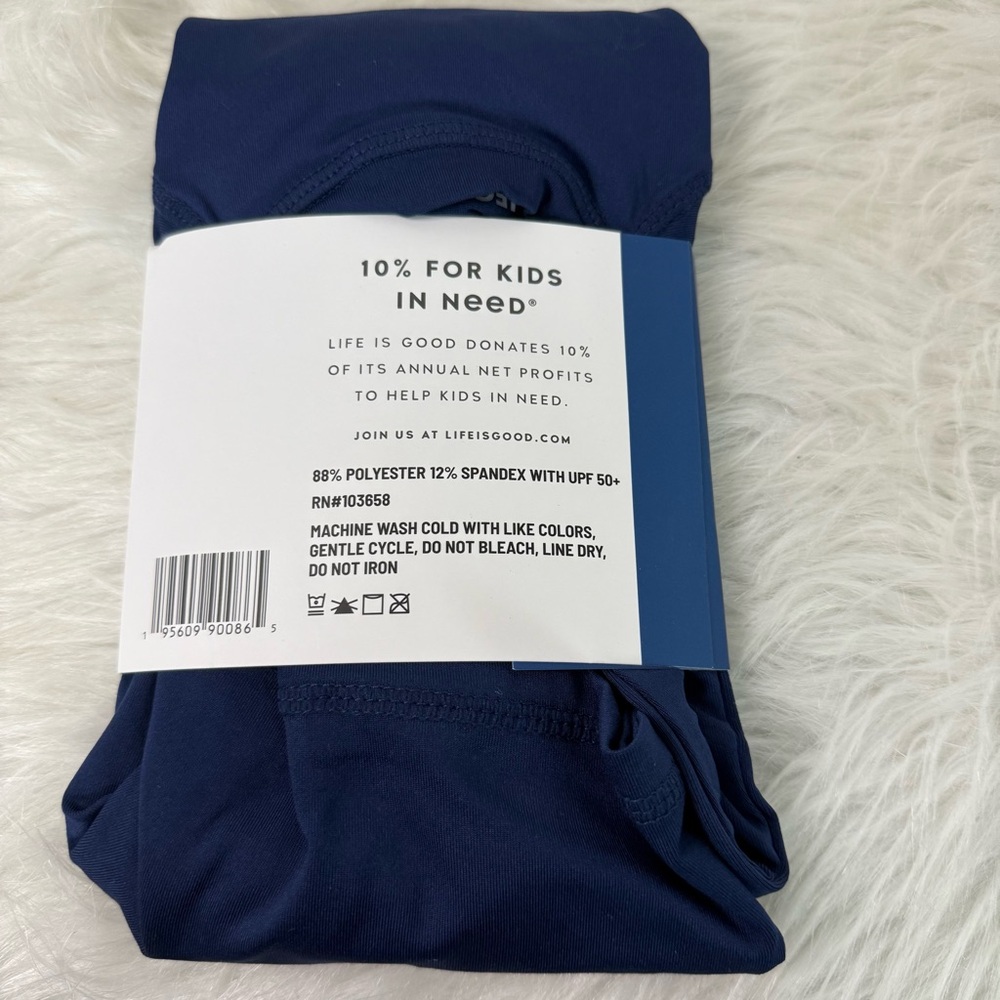 10% FOR KIDS
IN NeeD®
LIFE IS GOOD DONATES 10%
OF ITS ANNUAL NET PROFITS
TO HELP KIDS IN NEED.
JOIN US AT LIFEISGOOD.COM
88% POLYESTER 12% SPANDEX WITH UPF 50+
RN#103658
MACHINE WASH COLD WITH LIKE COLORS,
GENTLE CYCLE, DO NOT BLEACH, LINE DRY,
DO NOT IRON
1 95609 90086 5